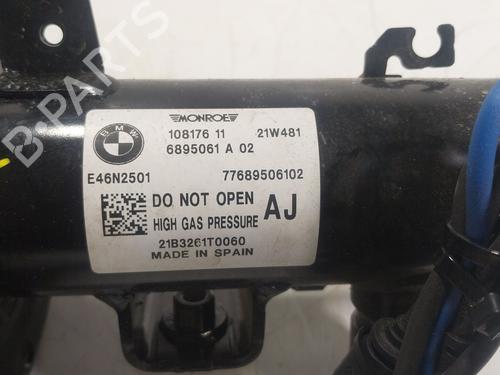 B PARTS
MONROE
BMW
108176 11 21W481
6895061 A 02
E46N2501 77689506102
DO NOT OPEN
HIGH GAS PRESSURE AJ
21B3261T0060
MADE IN SPAIN